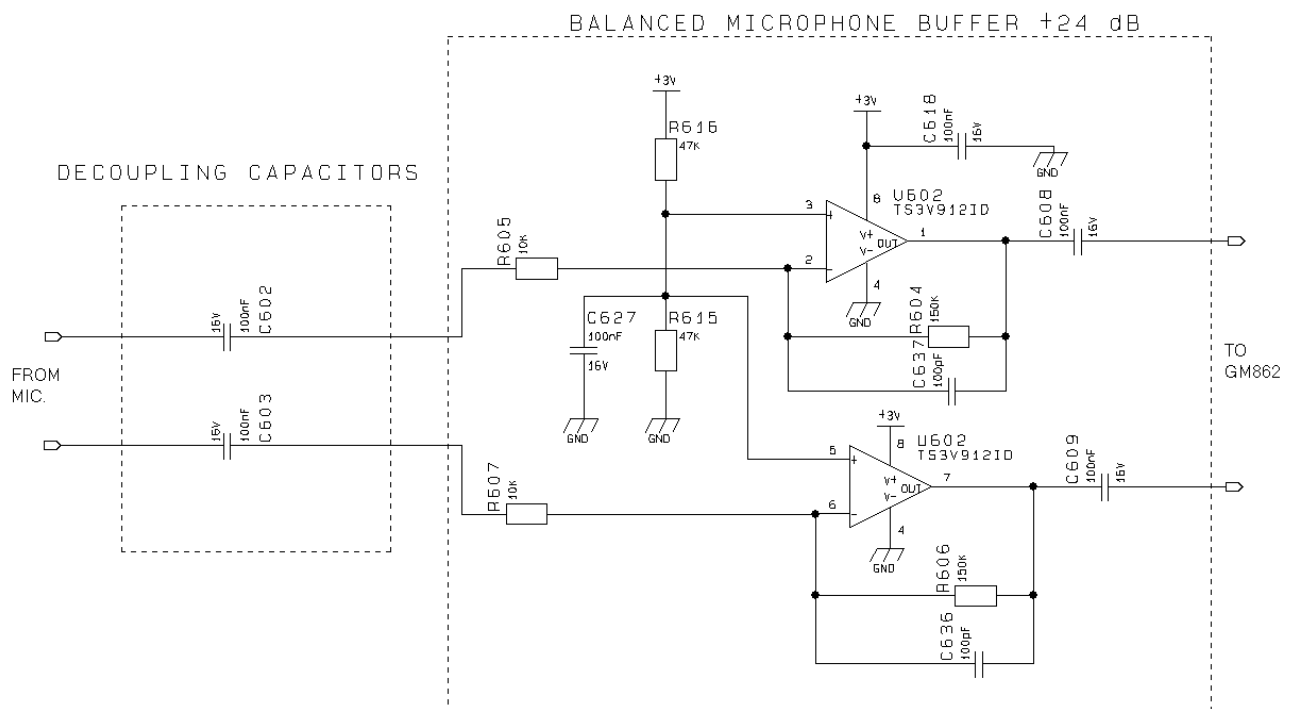 BALANCED MICROPHONE BUFFER +24 dB
DECOUPLING CAPACITORS
+3V
R616
47K
+3V
C618
100nF
16V
GND
U602
TS3V912ID
8
3
+
V+
V-
OUT
1
2
-
4
GND
C608
100nF
16V
R605
10K
C602
16V
100nF
C627
100nF
16V
GND
R615
47K
GND
R604
150K
C637
100pF
FROM
MIC.
TO
GM862
C603
16V
100nF
R607
10K
+3V
8
U602
TS3V912ID
5
+
V+
V-
OUT
7
6
-
4
GND
C609
100nF
16V
R606
150K
C636
100pF